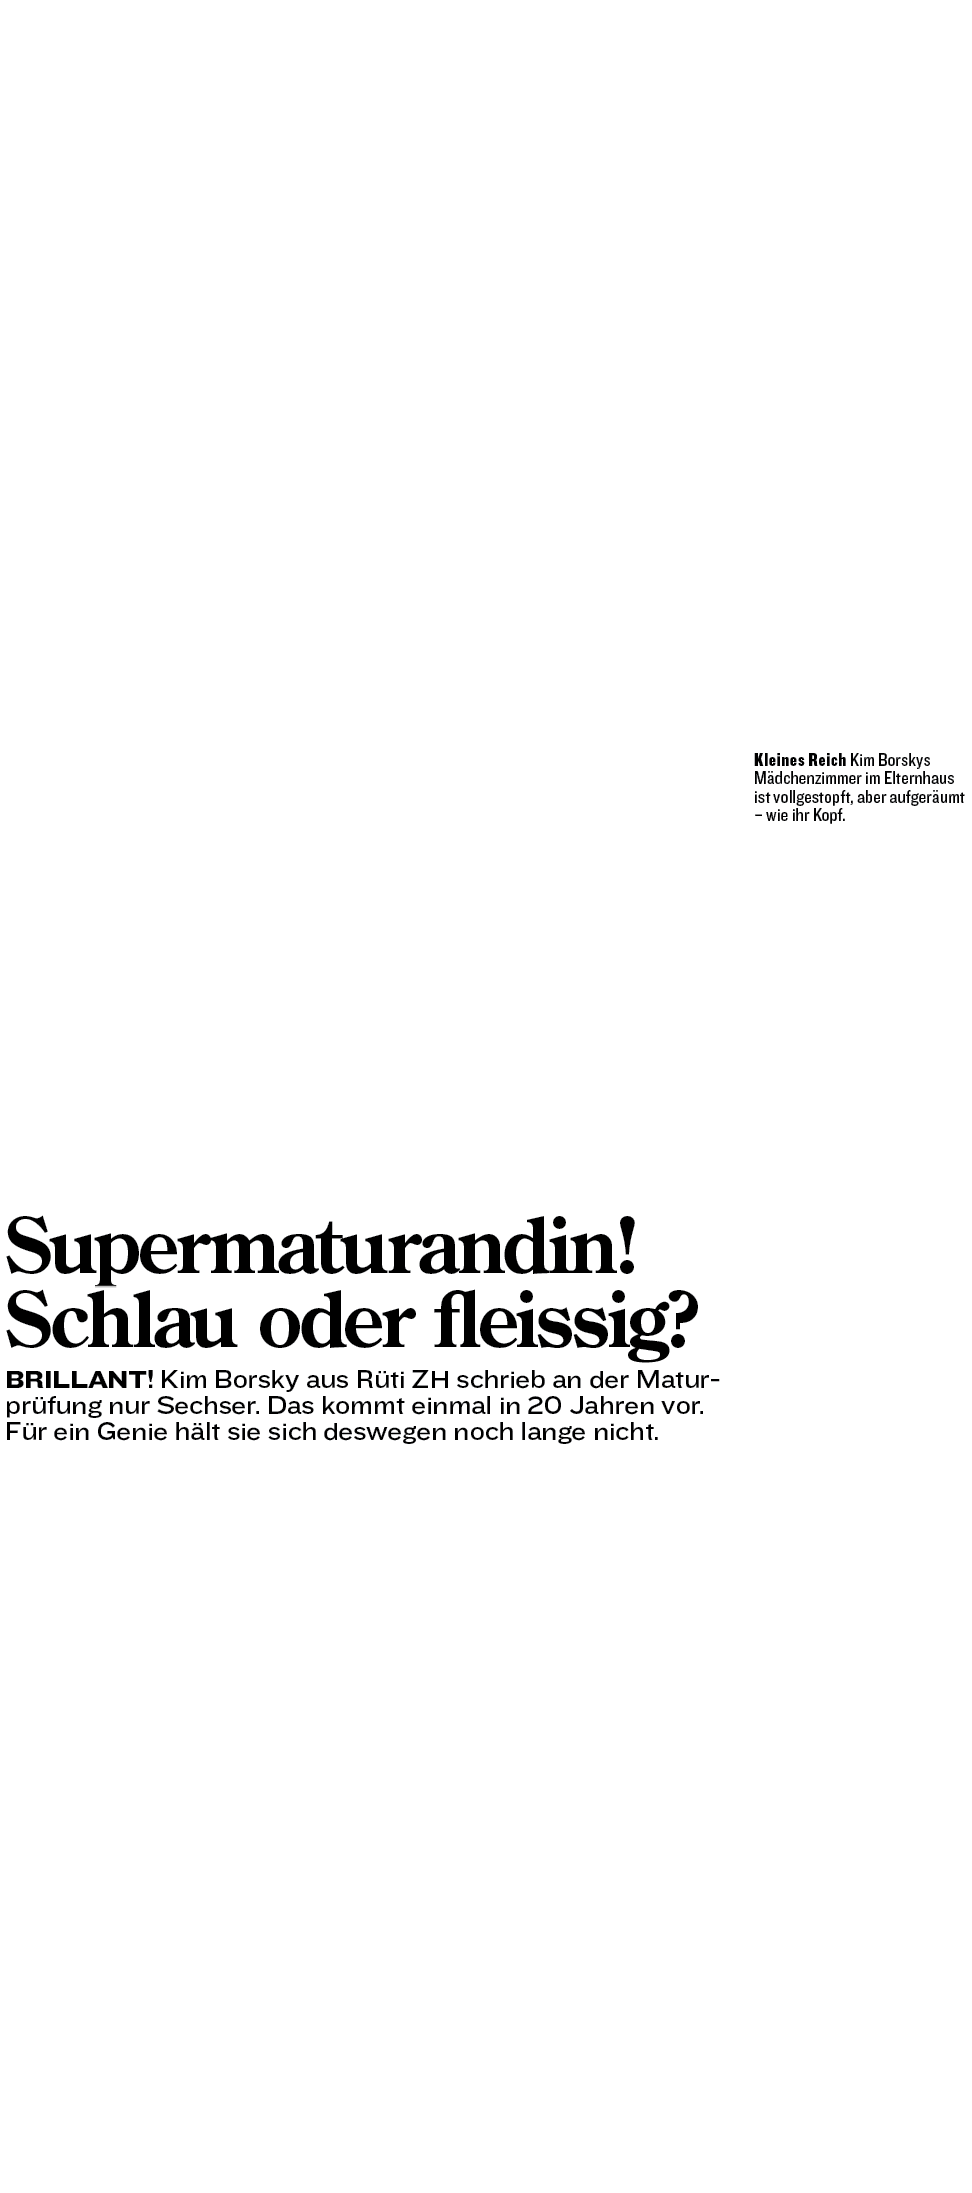 Kleines Reich Kim Borskys
Mädchenzimmer im Elternhaus
ist vollgestopft, aber aufgeräumt
– wie ihr Kopf.
Supermaturandin!
Schlau oder fleissig?
BRILLANT! Kim Borsky aus Rüti ZH schrieb an der Matur-
prüfung nur Sechser. Das kommt einmal in 20 Jahren vor.
Für ein Genie hält sie sich deswegen noch lange nicht.